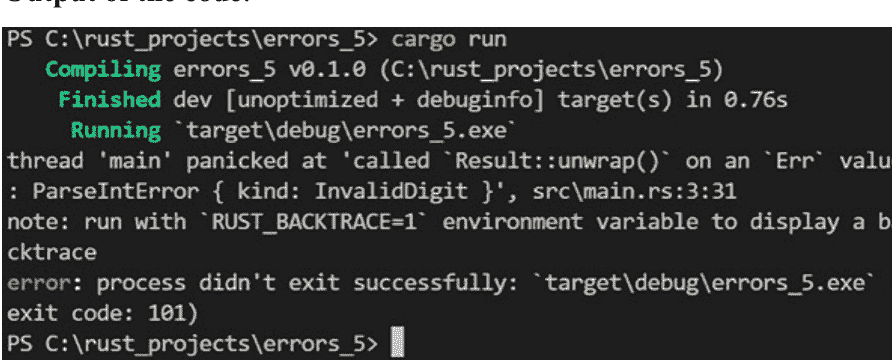 Output of the code:
PS C:\rust_projects\errors_5> cargo run
Compiling errors_5 v0.1.0 (C:\rust_projects\errors_5)
Finished dev [unoptimized + debuginfo] target(s) in 0.76s
Running `target\debug\errors_5.exe`
thread 'main' panicked at 'called `Result::unwrap()` on an `Err` valu
: ParseIntError { kind: InvalidDigit }', src\main.rs:3:31
note: run with `RUST_BACKTRACE=1` environment variable to display a b
cktrace
error: process didn't exit successfully: `target\debug\errors_5.exe`
exit code: 101)
PS C:\rust_projects\errors_5>